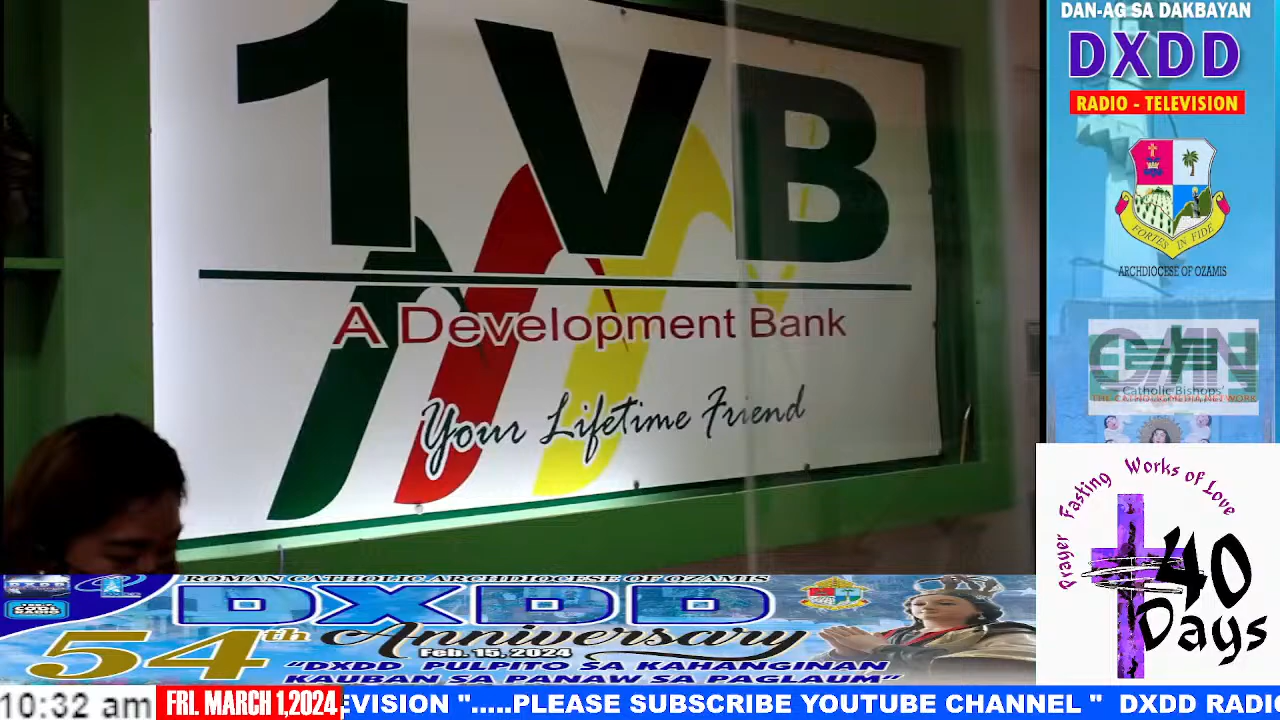 1VB
A Development Bank
Your Lifetime Friend
DAN-AG SA DAKBAYAN
DXDD
RADIO - TELEVISION
FORTES IN FIDE
ARCHDIOCESE OF OZAMIS
Catholic Bishops'
Prayer Fasting Works of Love
40
Days
ROMAN CATHOLIC ARCHDIOCESE OF OZAMIS
DXDD
54th Anniversary
Feb. 15, 2024
"DXDD PULPITO SA KAHANGINAN
KAUBAN SA PANAW SA PAGLAUM"
10:32 am FRI. MARCH 1,2024 EVISION ".....PLEASE SUBSCRIBE YOUTUBE CHANNEL " DXDD RADI